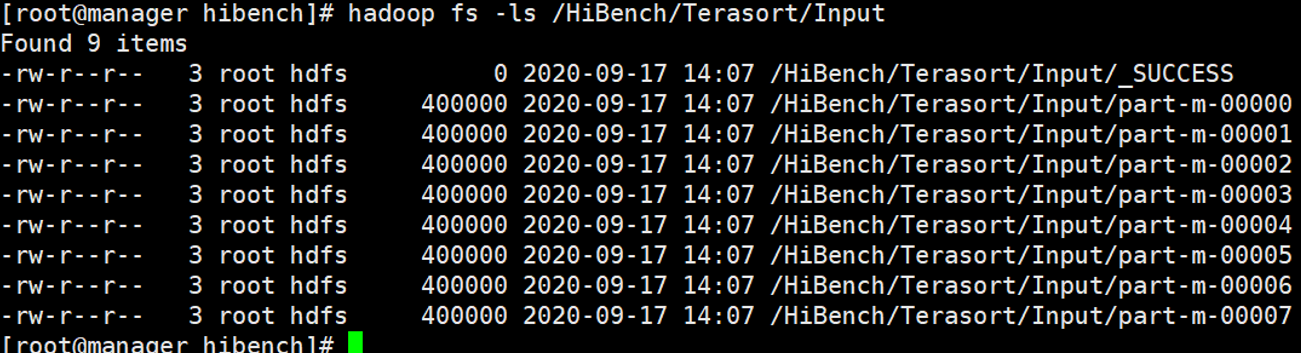 [root@manager hibench]# hadoop fs -ls /HiBench/Terasort/Input
Found 9 items
-rw-r--r--   3 root hdfs          0 2020-09-17 14:07 /HiBench/Terasort/Input/_SUCCESS
-rw-r--r--   3 root hdfs     400000 2020-09-17 14:07 /HiBench/Terasort/Input/part-m-00000
-rw-r--r--   3 root hdfs     400000 2020-09-17 14:07 /HiBench/Terasort/Input/part-m-00001
-rw-r--r--   3 root hdfs     400000 2020-09-17 14:07 /HiBench/Terasort/Input/part-m-00002
-rw-r--r--   3 root hdfs     400000 2020-09-17 14:07 /HiBench/Terasort/Input/part-m-00003
-rw-r--r--   3 root hdfs     400000 2020-09-17 14:07 /HiBench/Terasort/Input/part-m-00004
-rw-r--r--   3 root hdfs     400000 2020-09-17 14:07 /HiBench/Terasort/Input/part-m-00005
-rw-r--r--   3 root hdfs     400000 2020-09-17 14:07 /HiBench/Terasort/Input/part-m-00006
-rw-r--r--   3 root hdfs     400000 2020-09-17 14:07 /HiBench/Terasort/Input/part-m-00007
[root@manager hibench]#